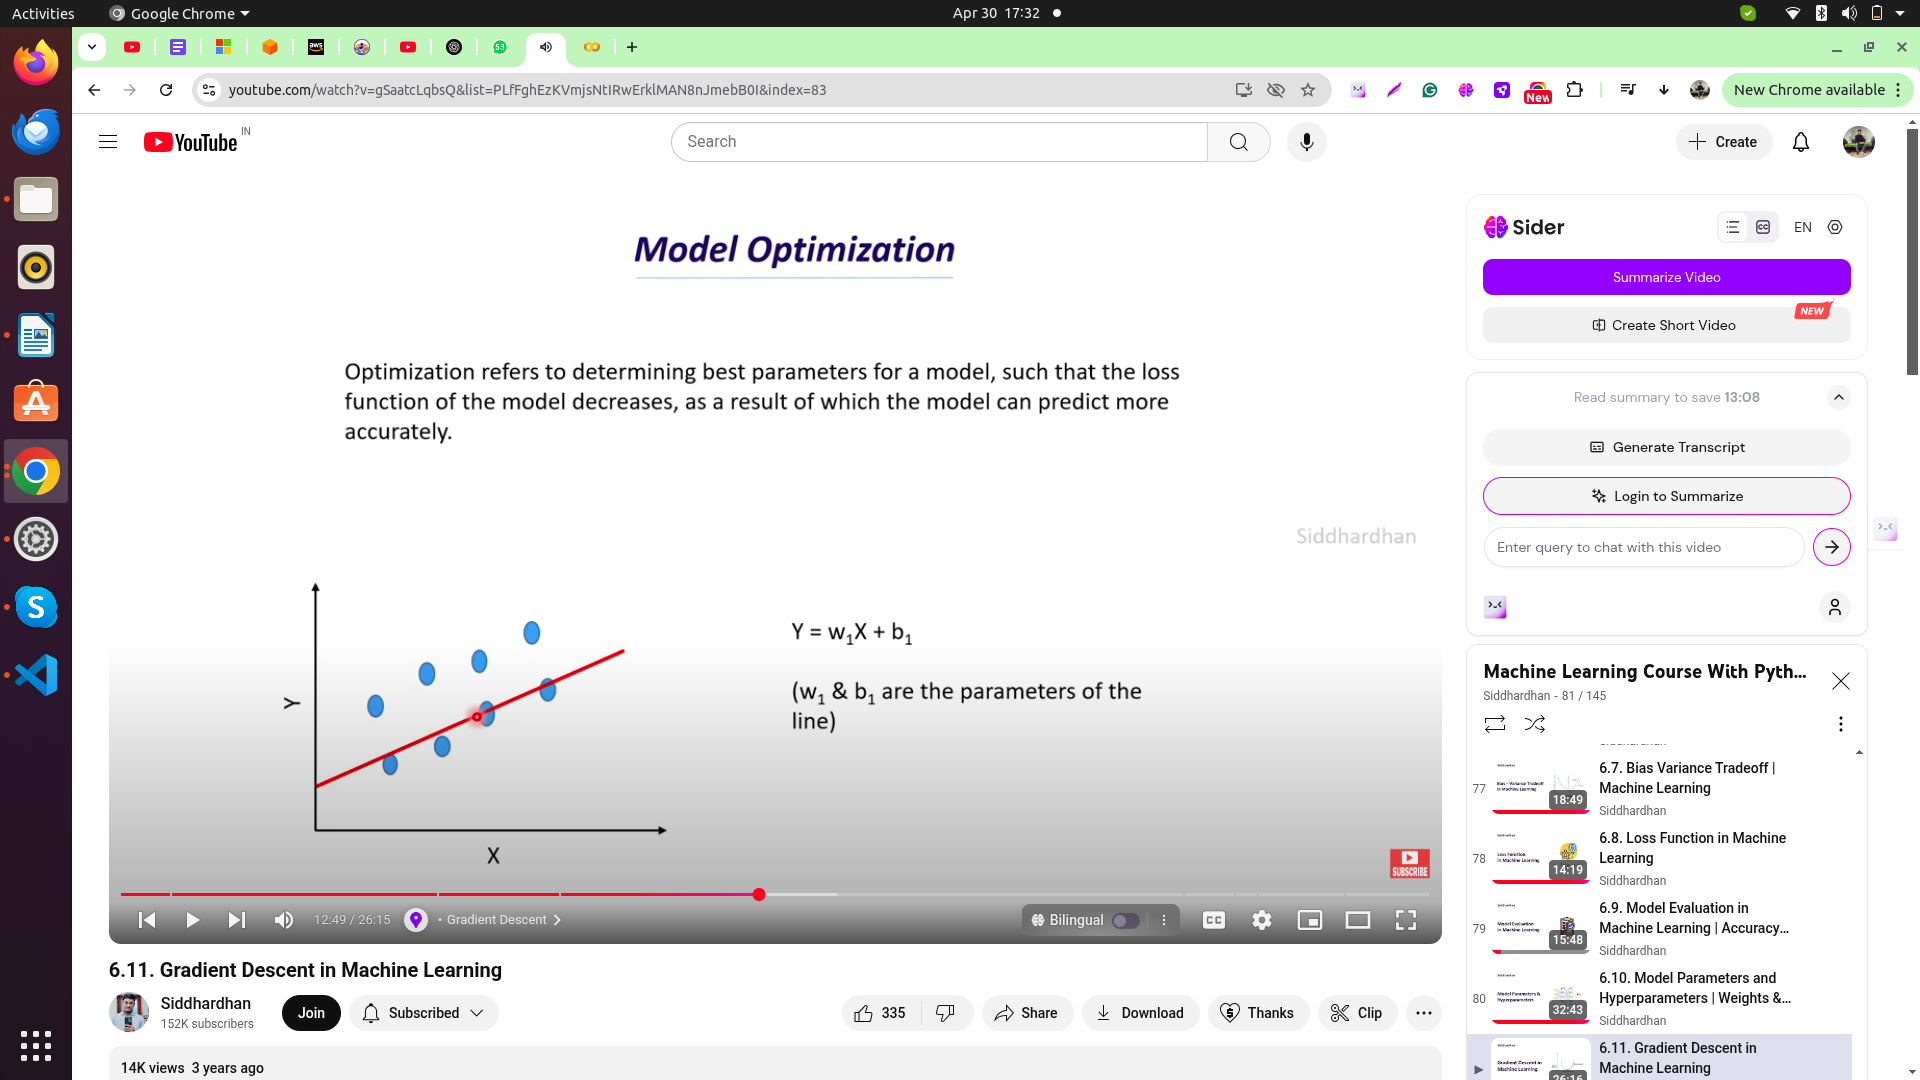 Activities
Google Chrome
Apr 30 17:32
53
aws
youtube.com/watch?v=gSaatcLqbsQ&list=PLfFghEzKVmjsNtIRwErklMAN8nJmebB0I&index=83
New
New Chrome available
YouTube IN
Search
Create
Model Optimization
Optimization refers to determining best parameters for a model, such that the loss
function of the model decreases, as a result of which the model can predict more
accurately.
Siddhardhan
Y
X
Y = w1X + b1
(w1 & b1 are the parameters of the
line)
SUBSCRIBE
12:49 / 26:15
• Gradient Descent
Bilingual
CC
6.11. Gradient Descent in Machine Learning
Siddhardhan
152K subscribers
Join
Subscribed
335
Share
Download
Thanks
Clip
14K views 3 years ago
Sider
EN
Summarize Video
NEW
Create Short Video
Read summary to save 13:08
Generate Transcript
Login to Summarize
Enter query to chat with this video
Machine Learning Course With Pyth...
Siddhardhan - 81 / 145
77
18:49
6.7. Bias Variance Tradeoff |
Machine Learning
Siddhardhan
78
14:19
6.8. Loss Function in Machine
Learning
Siddhardhan
79
15:48
6.9. Model Evaluation in
Machine Learning | Accuracy...
Siddhardhan
80
32:43
6.10. Model Parameters and
Hyperparameters | Weights &...
Siddhardhan
6.11. Gradient Descent in
Machine Learning